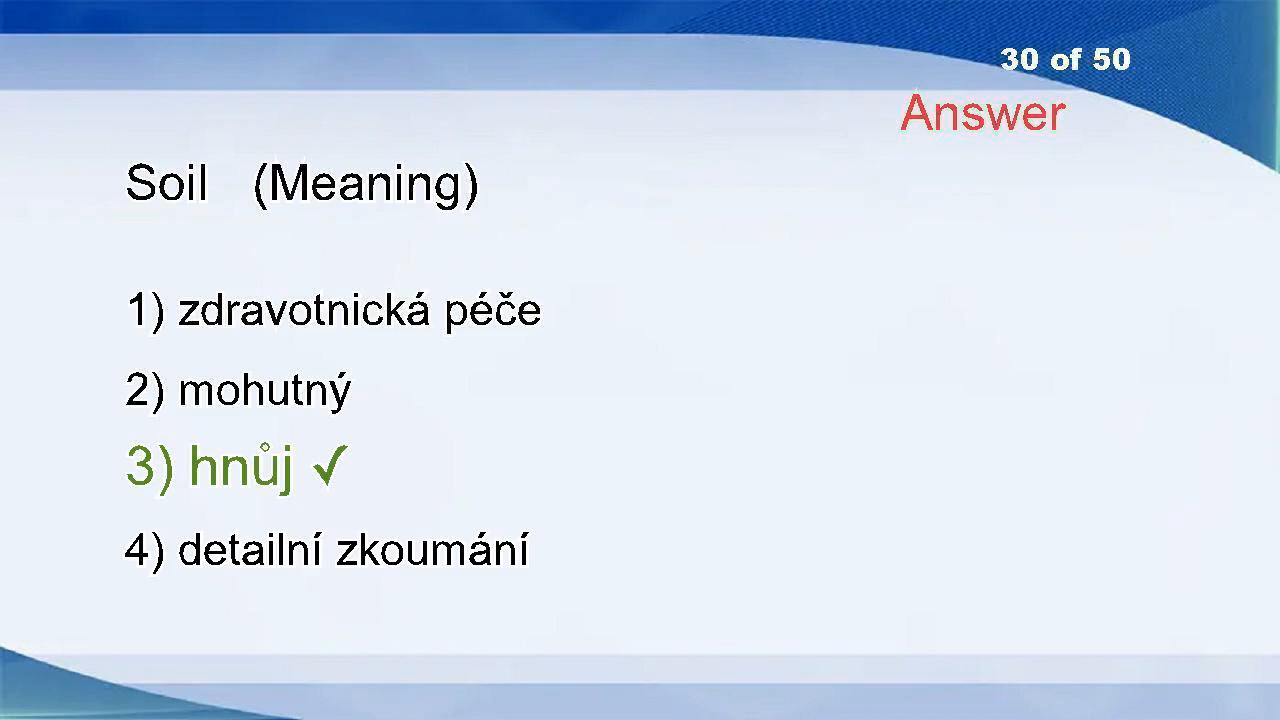 30 of 50
Answer
Soil (Meaning)
1) zdravotnická péče
2) mohutný
3) hnůj ✓
4) detailní zkoumání